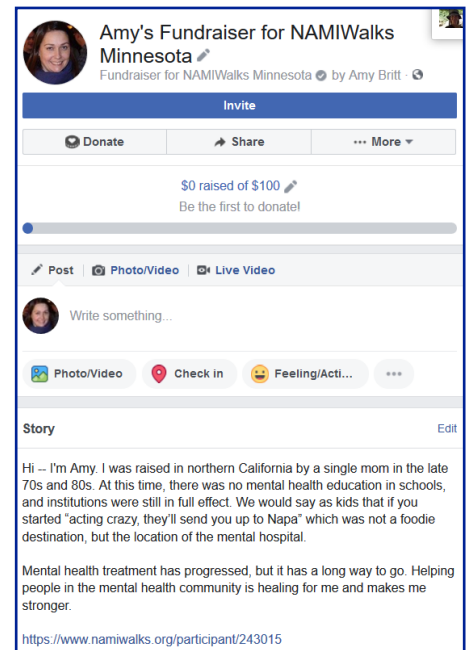 Amy's Fundraiser for NAMIWalks
Minnesota
Fundraiser for NAMIWalks Minnesota by Amy Britt ·
Invite
Donate
Share
··· More
$0 raised of $100
Be the first to donate!
Post
Photo/Video
Live Video
Write something...
Photo/Video
Check in
Feeling/Acti...
Story
Edit
Hi -- I'm Amy. I was raised in northern California by a single mom in the late
70s and 80s. At this time, there was no mental health education in schools,
and institutions were still in full effect. We would say as kids that if you
started “acting crazy, they’ll send you up to Napa” which was not a foodie
destination, but the location of the mental hospital.
Mental health treatment has progressed, but it has a long way to go. Helping
people in the mental health community is healing for me and makes me
stronger.
https://www.namiwalks.org/participant/243015